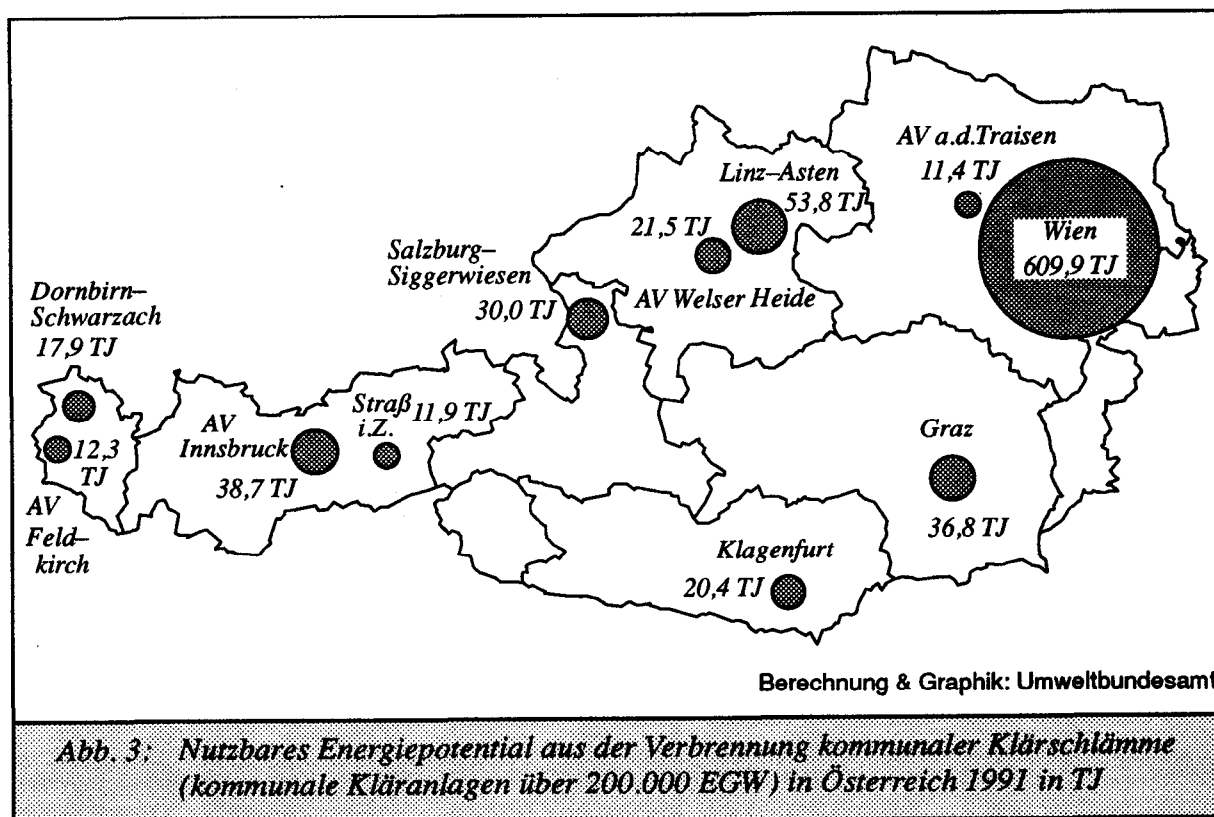 AV a.d.Traisen
11,4 TJ
Linz–Asten
53,8 TJ
21,5 TJ
AV Welser Heide
Wien
609,9 TJ
Salzburg–
Siggerwiesen
30,0 TJ
Dornbirn–
Schwarzach
17,9 TJ
12,3
TJ
AV
Feld–
kirch
AV
Innsbruck
38,7 TJ
Straß 11,9 TJ
i.Z.
Graz
36,8 TJ
Klagenfurt
20,4 TJ
Berechnung & Graphik: Umweltbundesamt
Abb. 3: Nutzbares Energiepotential aus der Verbrennung kommunaler Klärschlämme
(kommunale Kläranlagen über 200.000 EGW) in Österreich 1991 in TJ